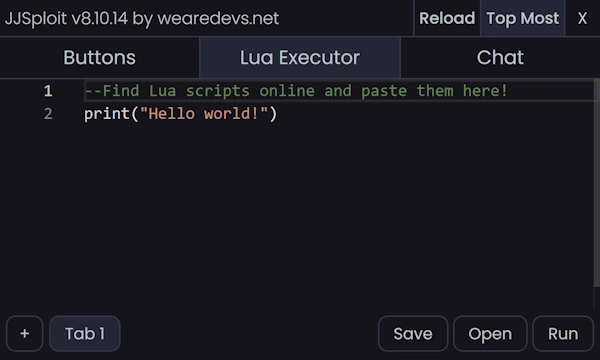 JJSploit v8.10.14 by wearedevs.net Reload Top Most X
Buttons Lua Executor Chat
1 --Find Lua scripts online and paste them here!
2 print("Hello world!")
+ Tab 1 Save Open Run